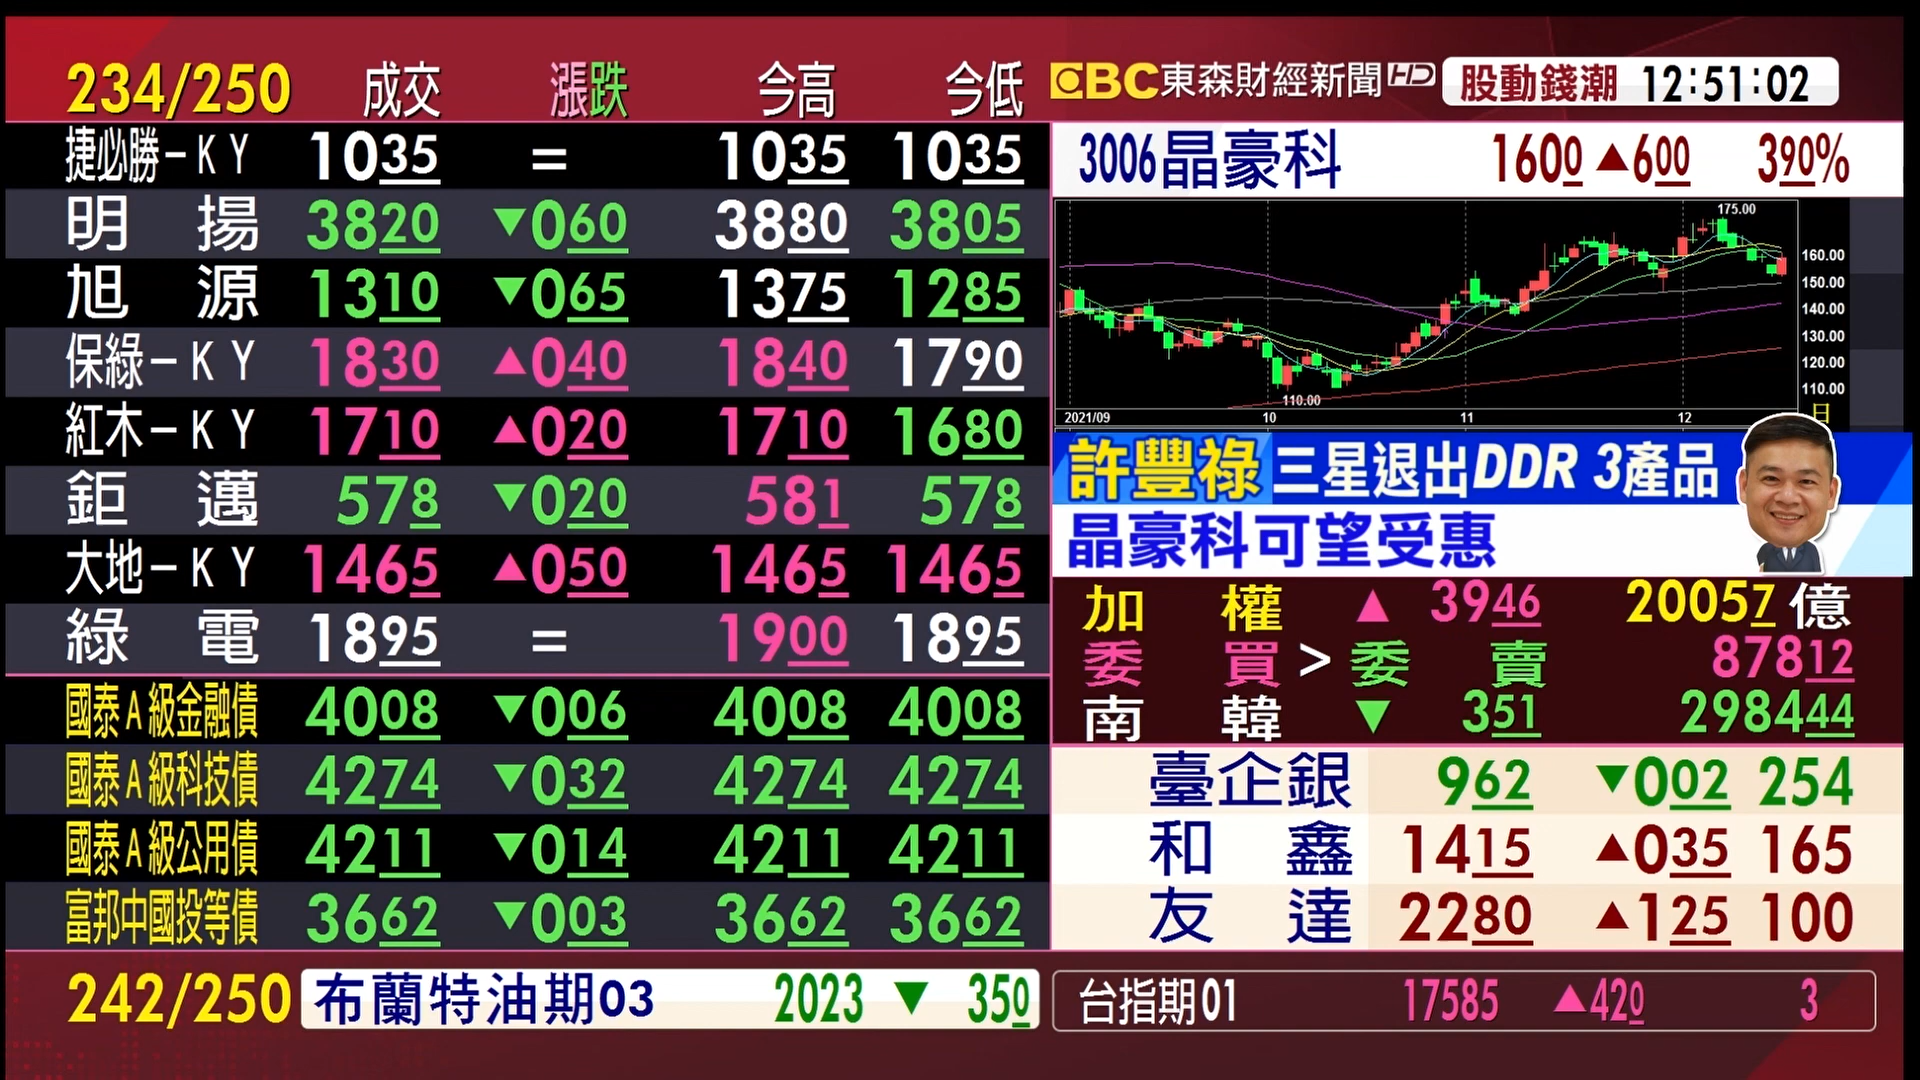 234/250 成交 漲跌 今高 今低
捷必勝-KY 1035 = 1035 1035
明揚 3820 ▼060 3880 3805
旭源 1310 ▼065 1375 1285
保綠-KY 1830 ▲040 1840 1790
紅木-KY 1710 ▲020 1710 1680
鉅邁 578 ▼020 581 578
大地-KY 1465 ▲050 1465 1465
綠電 1895 = 1900 1895
國泰A級金融債 4008 ▼006 4008 4008
國泰A級科技債 4274 ▼032 4274 4274
國泰A級公用債 4211 ▼014 4211 4211
富邦中國投等債 3662 ▼003 3662 3662
242/250 布蘭特油期03 2023 ▼ 350
EBC東森財經新聞HD 股動錢潮 12:51:02
3006晶豪科 1600 ▲600 390%
175.00
160.00
150.00
140.00
130.00
120.00
110.00
110.00
2021/09 10 11 12 日
許豐祿 三星退出DDR 3產品
晶豪科可望受惠
加權 ▲ 3946 20057億
委買>委賣 87812
南韓 ▼ 351 298444
臺企銀 962 ▼002 254
和鑫 1415 ▲035 165
友達 2280 ▲125 100
台指期01 17585 ▲420 3